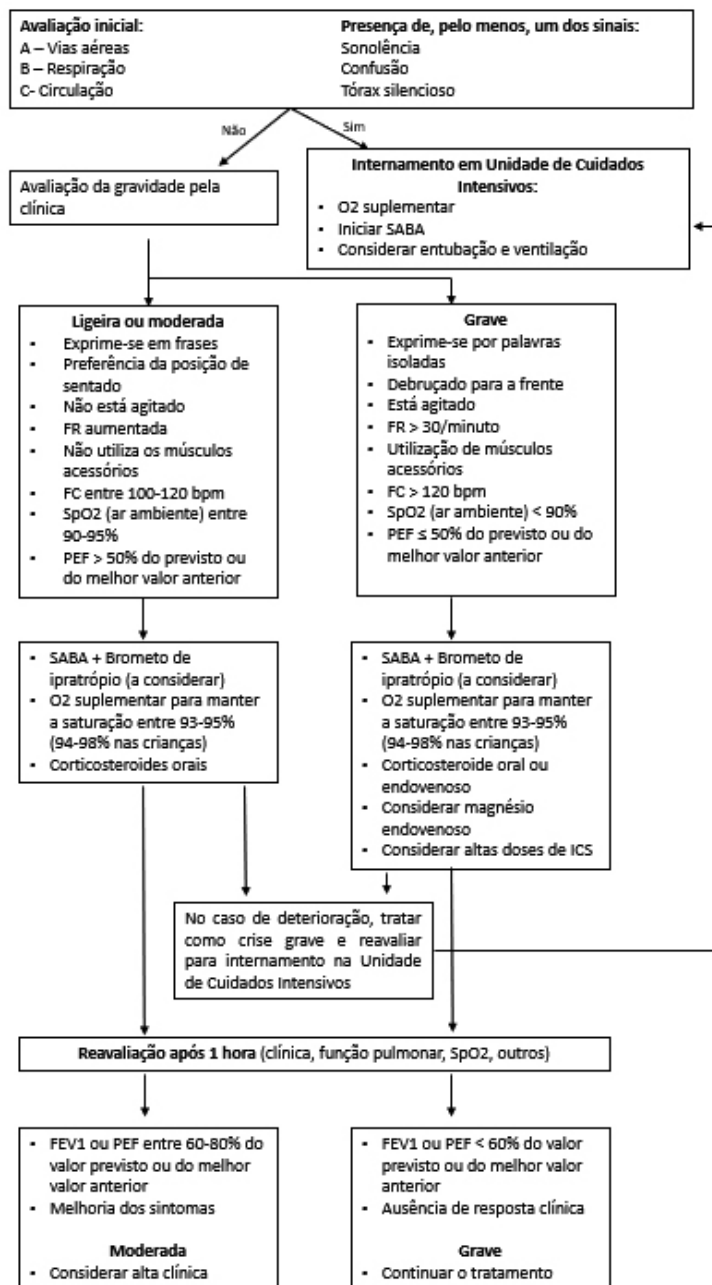 Avaliação inicial:
A – Vias aéreas
B – Respiração
C- Circulação
Presença de, pelo menos, um dos sinais:
Sonolência
Confusão
Tórax silencioso
Não
Sim
Avaliação da gravidade pela
clínica
Internamento em Unidade de Cuidados
Intensivos:
▪ O2 suplementar
▪ Iniciar SABA
▪ Considerar entubação e ventilação
Ligeira ou moderada
▪ Exprime-se em frases
▪ Preferência da posição de
sentado
▪ Não está agitado
▪ FR aumentada
▪ Não utiliza os músculos
acessórios
▪ FC entre 100-120 bpm
▪ SpO2 (ar ambiente) entre
90-95%
▪ PEF > 50% do previsto ou
do melhor valor anterior
Grave
▪ Exprime-se por palavras
isoladas
▪ Debruçado para a frente
▪ Está agitado
▪ FR > 30/minuto
▪ Utilização de músculos
acessórios
▪ FC > 120 bpm
▪ SpO2 (ar ambiente) < 90%
▪ PEF ≤ 50% do previsto ou do
melhor valor anterior
▪ SABA + Brometo de
ipratrópio (a considerar)
▪ O2 suplementar para manter
a saturação entre 93-95%
(94-98% nas crianças)
▪ Corticosteroides orais
▪ SABA + Brometo de
ipratrópio (a considerar)
▪ O2 suplementar para manter
a saturação entre 93-95%
(94-98% nas crianças)
▪ Corticosteroide oral ou
endovenoso
▪ Considerar magnésio
endovenoso
▪ Considerar altas doses de ICS
No caso de deterioração, tratar
como crise grave e reavaliar
para internamento na Unidade
de Cuidados Intensivos
Reavaliação após 1 hora (clínica, função pulmonar, SpO2, outros)
▪ FEV1 ou PEF entre 60-80% do
valor previsto ou do melhor
valor anterior
▪ Melhoria dos sintomas
Moderada
▪ Considerar alta clínica
▪ FEV1 ou PEF < 60% do valor
previsto ou do melhor valor
anterior
▪ Ausência de resposta clínica
Grave
▪ Continuar o tratamento